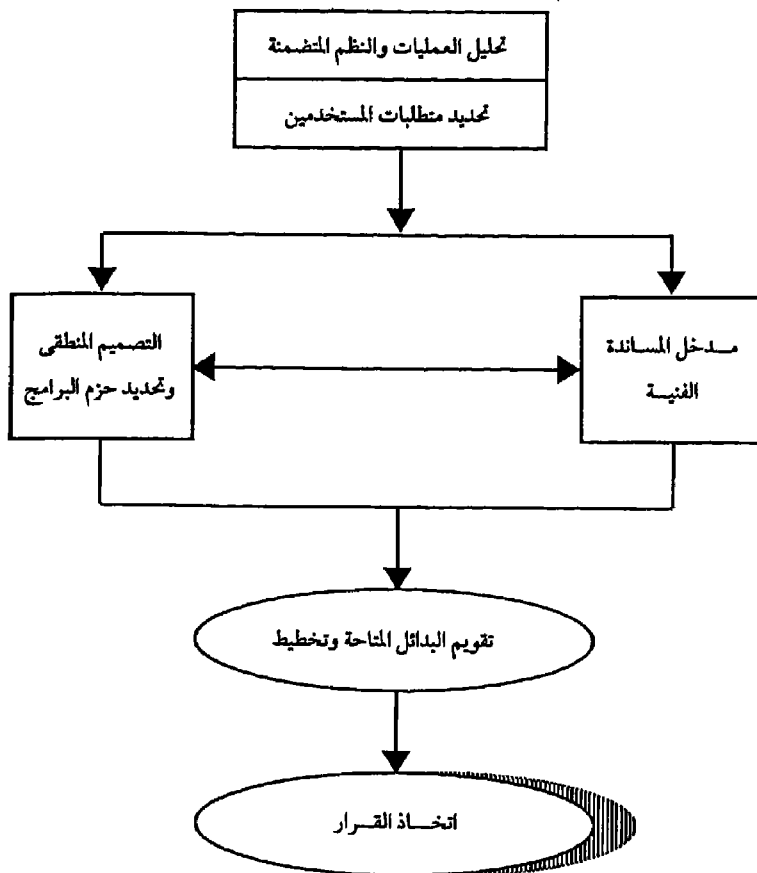 تحليل العمليات والنظم المتضمنة
تحديد متطلبات المستخدمين
مدخل المساندة
الفنية
التصميم المنطقى
وتحديد حزم البرامج
تقويم البدائل المتاحة وتخطيط
اتخاذ القرار